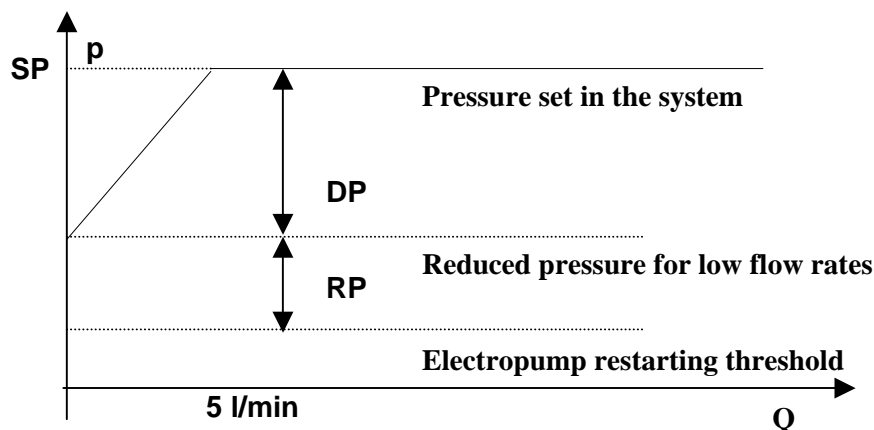 p
SP
Pressure set in the system
DP
Reduced pressure for low flow rates
RP
Electropump restarting threshold
5 l/min
Q